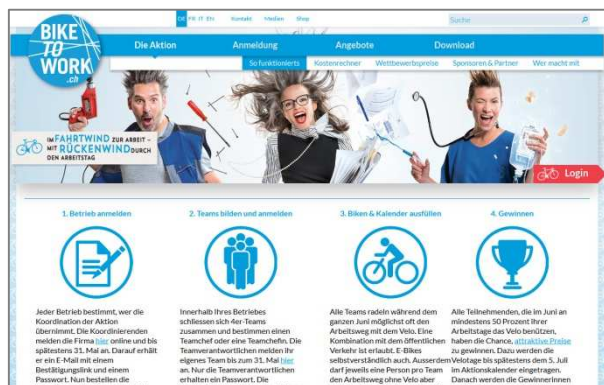 DE FR IT EN Kontakt Medien Shop Suche
BIKE
TO
WORK
.ch
Die Aktion Anmeldung Angebote Download
So funktionierts Kostenrechner Wettbewerbspreise Sponsoren & Partner Wer macht mit
IM FAHRTWIND ZUR ARBEIT –
MIT RÜCKENWIND DURCH
DEN ARBEITSTAG
Login
1. Betrieb anmelden
Jeder Betrieb bestimmt, wer die
Koordination der Aktion
übernimmt. Die Koordinierenden
melden die Firma hier online und bis
spätestens 31. Mai an. Darauf erhält
er ein E-Mail mit einem
Bestätigungslink und einem
Passwort. Nun bestellen die
2. Teams bilden und anmelden
Innerhalb Ihres Betriebes
schliessen sich 4er-Teams
zusammen und bestimmen einen
Teamchef oder eine Teamchefin. Die
Teamverantwortlichen melden ihr
eigenes Team bis zum 31. Mai hier
an. Nur die Teamverantwortlichen
erhalten ein Passwort. Die
3. Biken & Kalender ausfüllen
Alle Teams radeln während dem
ganzen Juni möglichst oft den
Arbeitsweg mit dem Velo. Eine
Kombination mit dem öffentlichen
Verkehr ist erlaubt. E-Bikes
selbstverständlich auch. Ausserdem
darf jeweils eine Person pro Team
den Arbeitsweg ohne Velo aber
4. Gewinnen
Alle Teilnehmenden, die im Juni an
mindestens 50 Prozent ihrer
Arbeitstage das Velo benützen,
haben die Chance, attraktive Preise
zu gewinnen. Dazu werden die
Velotage bis spätestens dem 5. Juli
im Aktionskalender eingetragen.
Danach werden die GewinnerInnen